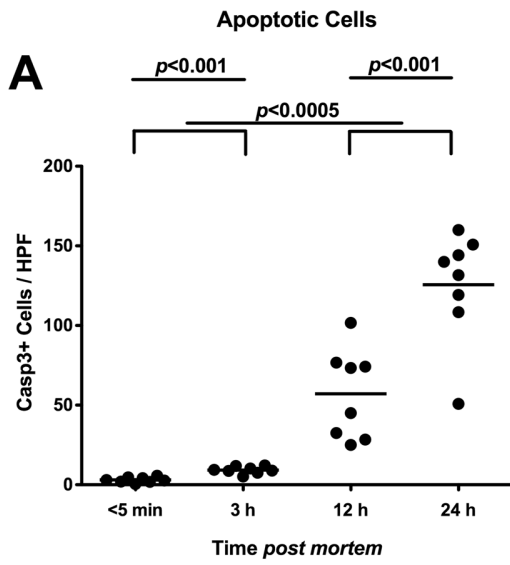 Apoptotic Cells
A
p<0.001
p<0.001
p<0.0005
200
150
100
50
0
Casp3+ Cells / HPF
<5 min
3 h
12 h
24 h
Time post mortem